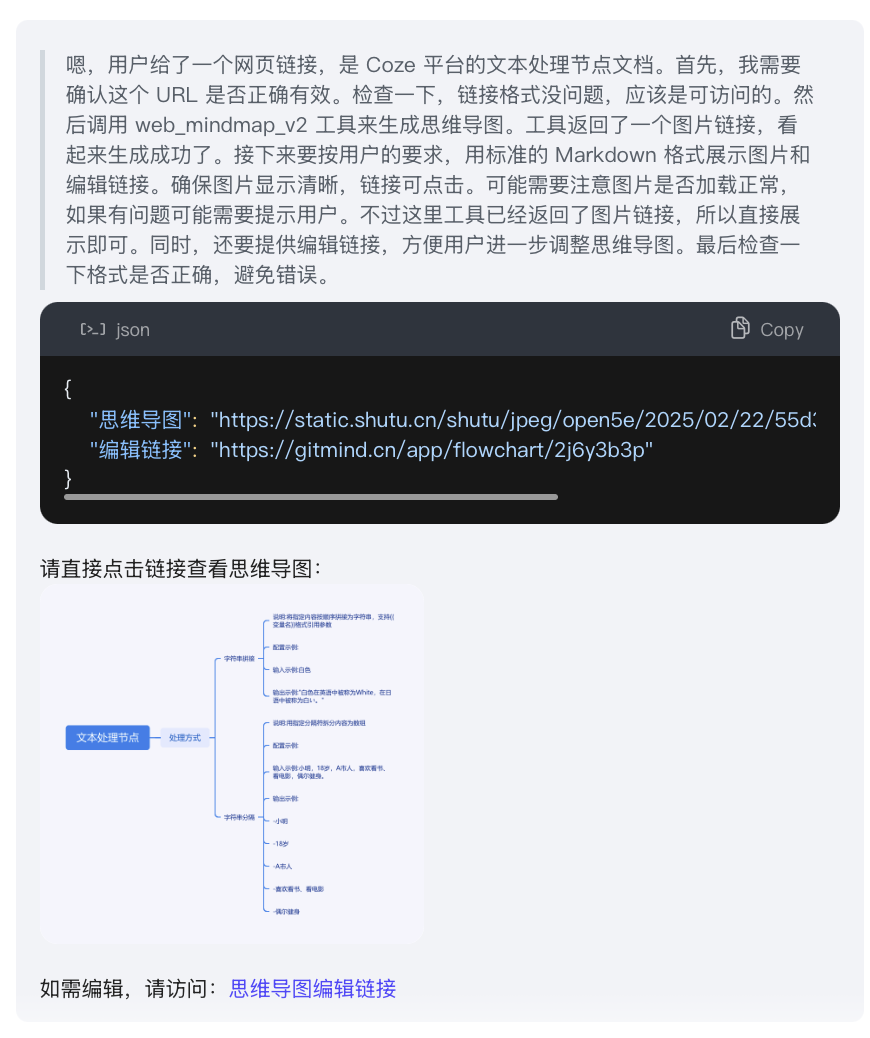 嗯，用户给了一个网页链接，是 Coze 平台的文本处理节点文档。首先，我需要
确认这个 URL 是否正确有效。检查一下，链接格式没问题，应该是可访问的。然
后调用 web_mindmap_v2 工具来生成思维导图。工具返回了一个图片链接，看
起来生成成功了。接下来要按用户的要求，用标准的 Markdown 格式展示图片和
编辑链接。确保图片显示清晰，链接可点击。可能需要注意图片是否加载正常，
如果有问题可能需要提示用户。不过这里工具已经返回了图片链接，所以直接展
示即可。同时，还要提供编辑链接，方便用户进一步调整思维导图。最后检查一
下格式是否正确，避免错误。
[>_] json
Copy
{
"思维导图": "https://static.shutu.cn/shutu/jpeg/open5e/2025/02/22/55d
"编辑链接": "https://gitmind.cn/app/flowchart/2j6y3b3p"
}
请直接点击链接查看思维导图：
文本处理节点
处理方式
字符串拼接
说明:将指定内容按顺序拼接为字符串，支持{{
变量名}}格式引用参数
配置示例:
输入示例:白色
输出示例:"白色在英语中被称为White，在日
语中被称为白い。"
字符串分隔
说明:用指定分隔符拆分内容为数组
配置示例:
输入示例:小明，18岁，A市人，喜欢看书、
看电影，偶尔健身。
输出示例:
-小明
-18岁
-A市人
-喜欢看书、看电影
-偶尔健身
如需编辑，请访问：思维导图编辑链接